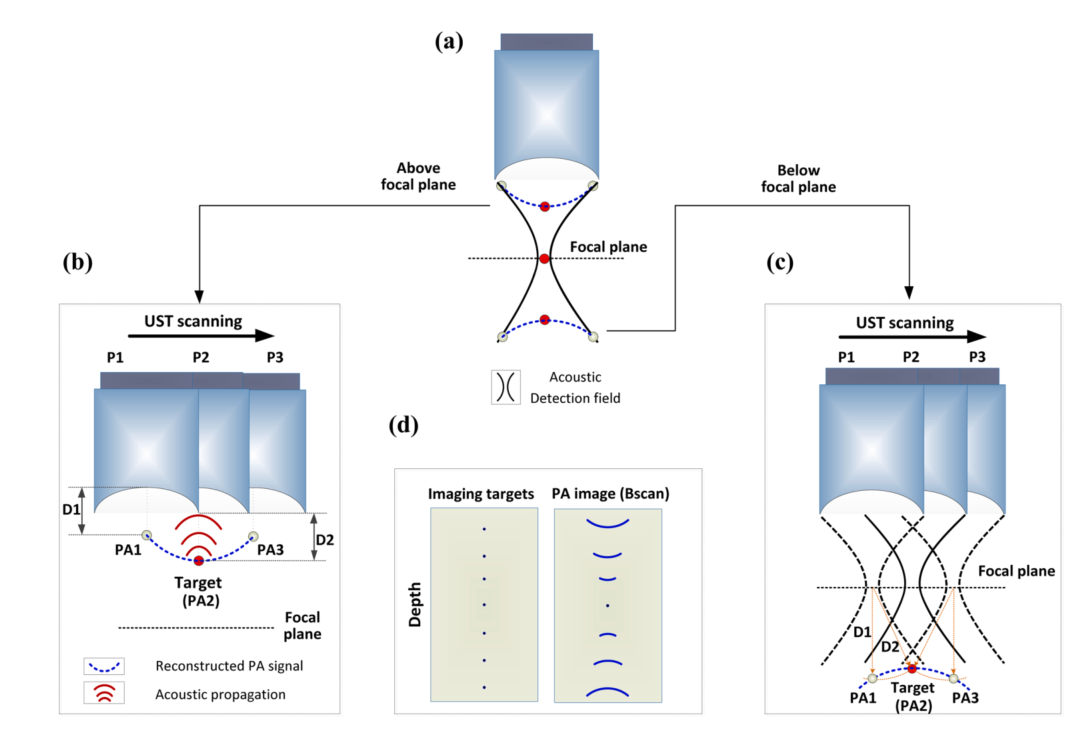 (a)
Above
focal plane
Below
focal plane
Focal plane
Acoustic
Detection field
(b)
UST scanning
P1 P2 P3
D1
D2
PA1
PA3
Target
(PA2)
Focal
plane
Reconstructed PA signal
Acoustic propagation
(d)
Imaging targets
PA image (Bscan)
Depth
(c)
UST scanning
P1 P2 P3
Focal plane
D1
D2
PA1
Target
(PA2)
PA3